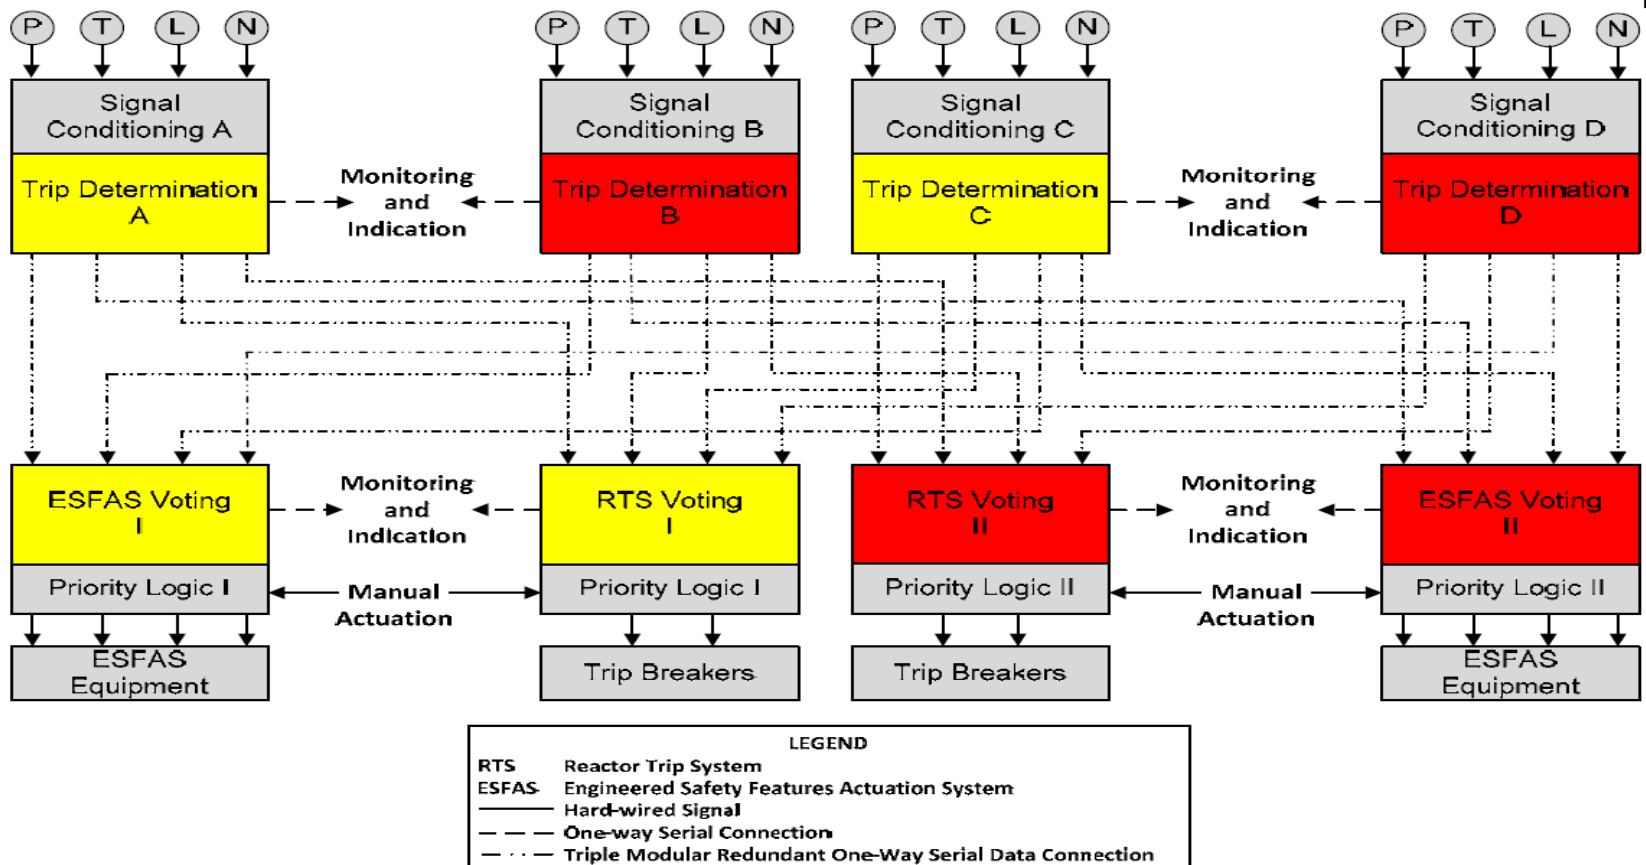 P T L N P T L N P T L N P T L N
Signal
Conditioning A
Signal
Conditioning B
Signal
Conditioning C
Signal
Conditioning D
Trip Determination
A
Monitoring
and
Indication
Trip Determination
B
Trip Determination
C
Monitoring
and
Indication
Trip Determination
D
ESFAS Voting
I
Monitoring
and
Indication
RTS Voting
I
RTS Voting
II
Monitoring
and
Indication
ESFAS Voting
II
Priority Logic I
Manual
Actuation
Priority Logic I
Priority Logic II
Manual
Actuation
Priority Logic II
ESFAS
Equipment
Trip Breakers
Trip Breakers
ESFAS
Equipment
LEGEND
RTS Reactor Trip System
ESFAS Engineered Safety Features Actuation System
Hard-wired Signal
One-way Serial Connection
Triple Modular Redundant One-Way Serial Data Connection